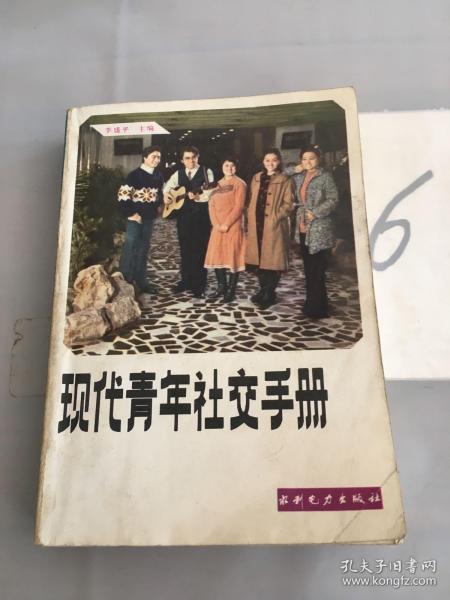 李盛平 主编
6
现代青年社交手册
水利电力出版社
孔夫子旧书网
www.kongfz.com